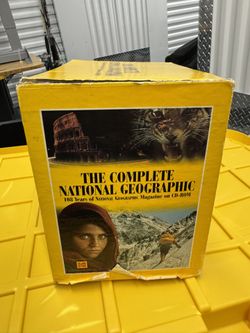 THE COMPLETE
NATIONAL GEOGRAPHIC
108 Years of NATIONAL GEOGRAPHIC Magazine on CD-ROM